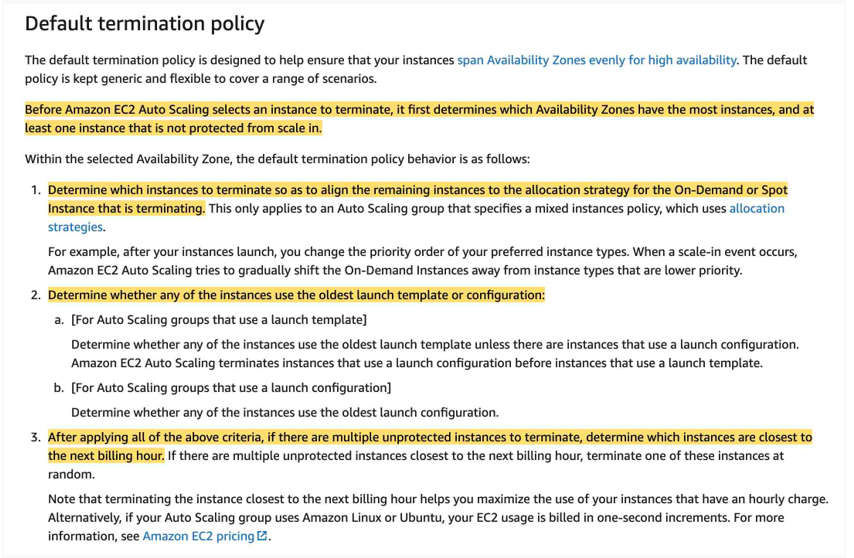 Default termination policy
The default termination policy is designed to help ensure that your instances span Availability Zones evenly for high availability. The default
policy is kept generic and flexible to cover a range of scenarios.
Before Amazon EC2 Auto Scaling selects an instance to terminate, it first determines which Availability Zones have the most instances, and at
least one instance that is not protected from scale in.
Within the selected Availability Zone, the default termination policy behavior is as follows:
1. Determine which instances to terminate so as to align the remaining instances to the allocation strategy for the On-Demand or Spot
Instance that is terminating. This only applies to an Auto Scaling group that specifies a mixed instances policy, which uses allocation
strategies.
For example, after your instances launch, you change the priority order of your preferred instance types. When a scale-in event occurs,
Amazon EC2 Auto Scaling tries to gradually shift the On-Demand Instances away from instance types that are lower priority.
2. Determine whether any of the instances use the oldest launch template or configuration:
a. [For Auto Scaling groups that use a launch template]
Determine whether any of the instances use the oldest launch template unless there are instances that use a launch configuration.
Amazon EC2 Auto Scaling terminates instances that use a launch configuration before instances that use a launch template.
b. [For Auto Scaling groups that use a launch configuration]
Determine whether any of the instances use the oldest launch configuration.
3. After applying all of the above criteria, if there are multiple unprotected instances to terminate, determine which instances are closest to
the next billing hour. If there are multiple unprotected instances closest to the next billing hour, terminate one of these instances at
random.
Note that terminating the instance closest to the next billing hour helps you maximize the use of your instances that have an hourly charge.
Alternatively, if your Auto Scaling group uses Amazon Linux or Ubuntu, your EC2 usage is billed in one-second increments. For more
information, see Amazon EC2 pricing.